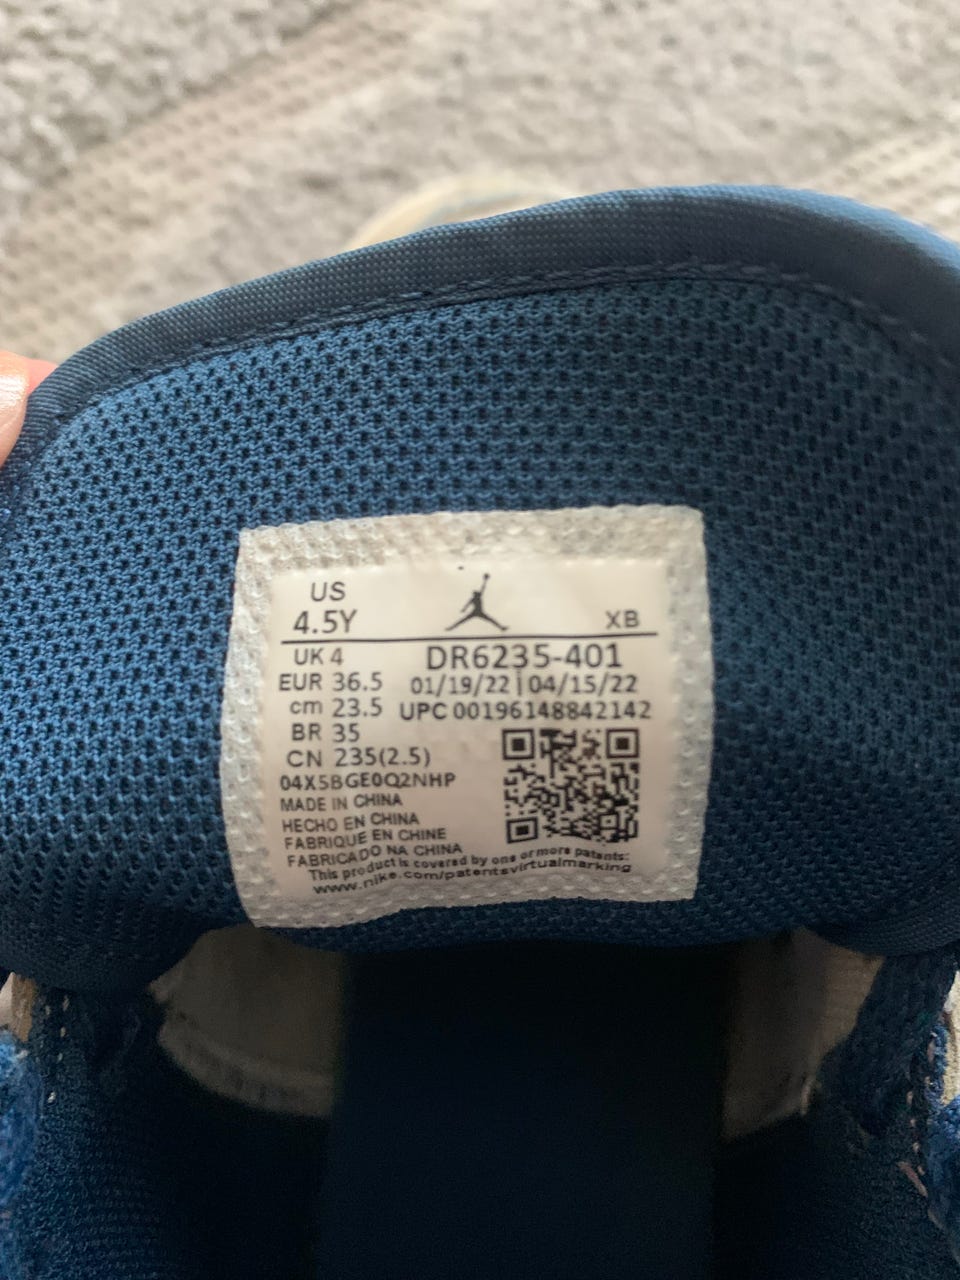 US
4.5Y
XB
UK 4
DR6235-401
EUR 36.5
01/19/22 | 04/15/22
cm 23.5
UPC 00196148842142
BR 35
CN 235(2.5)
04X5BGE0Q2NHP
MADE IN CHINA
HECHO EN CHINA
FABRIQUE EN CHINE
FABRICADO NA CHINA
This product is covered by one or more patents:
www.nike.com/patentsvirtualmarking